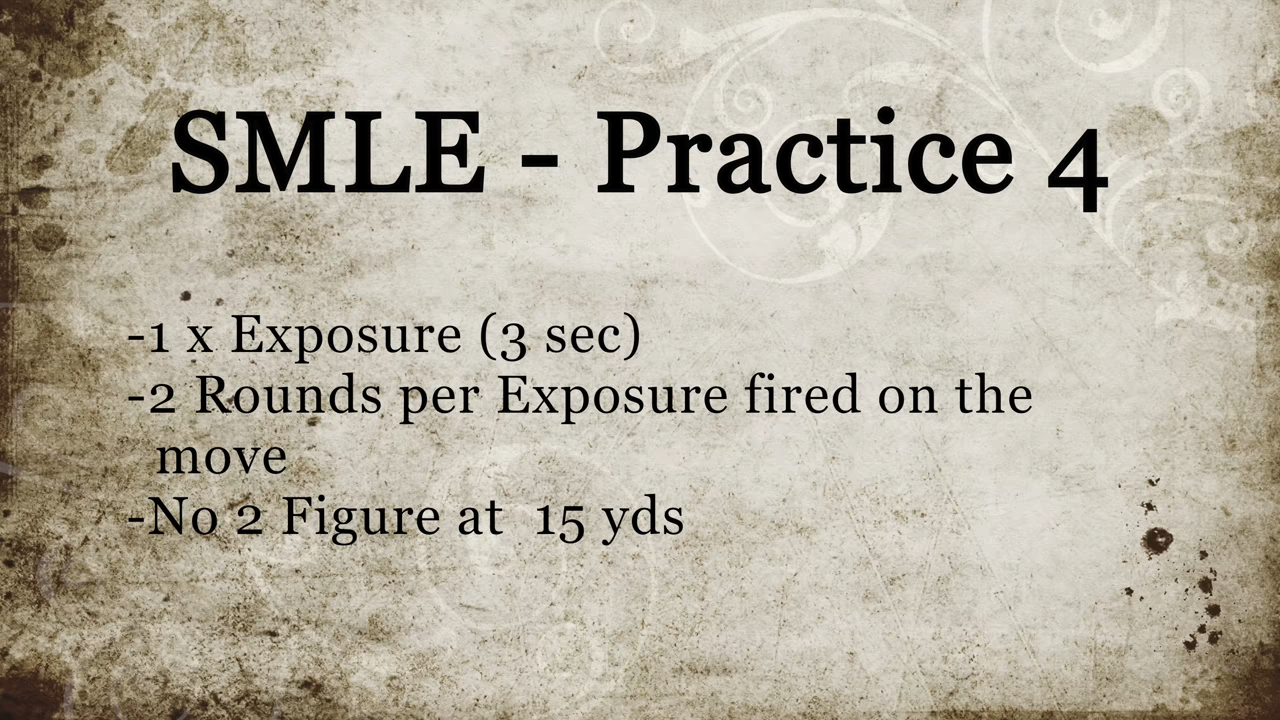 SMLE - Practice 4
-1 x Exposure (3 sec)
-2 Rounds per Exposure fired on the
move
-No 2 Figure at  15 yds